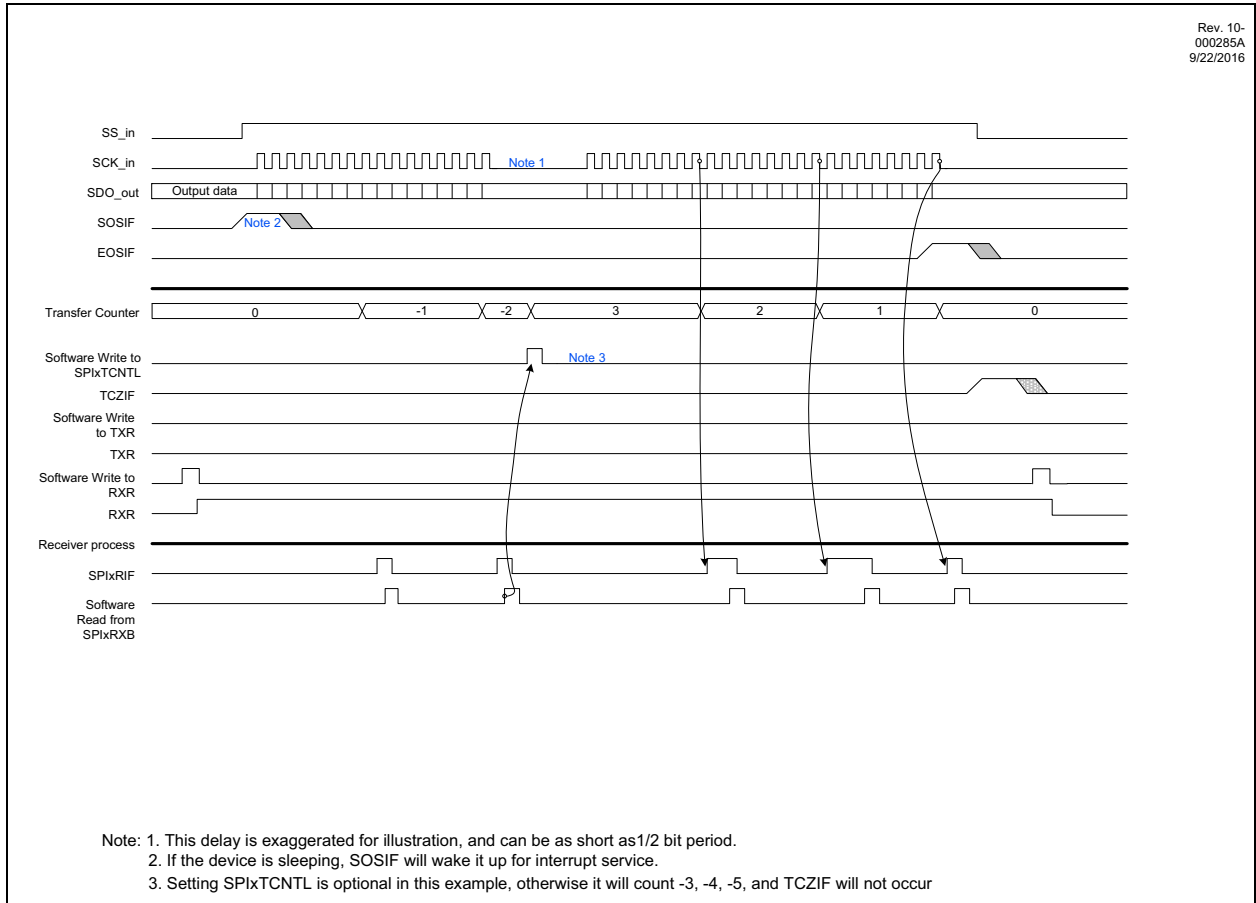 Rev. 10-
000285A
9/22/2016
SS_in
SCK_in
Note 1
SDO_out
Output data
SOSIF
Note 2
EOSIF
Transfer Counter
0
-1
-2
3
2
1
0
Software Write to
SPIxTCNTL
Note 3
TCZIF
Software Write
to TXR
TXR
Software Write to
RXR
RXR
Receiver process
SPIxRIF
Software
Read from
SPIxRXB
Note: 1. This delay is exaggerated for illustration, and can be as short as1/2 bit period.
2. If the device is sleeping, SOSIF will wake it up for interrupt service.
3. Setting SPIxTCNTL is optional in this example, otherwise it will count -3, -4, -5, and TCZIF will not occur